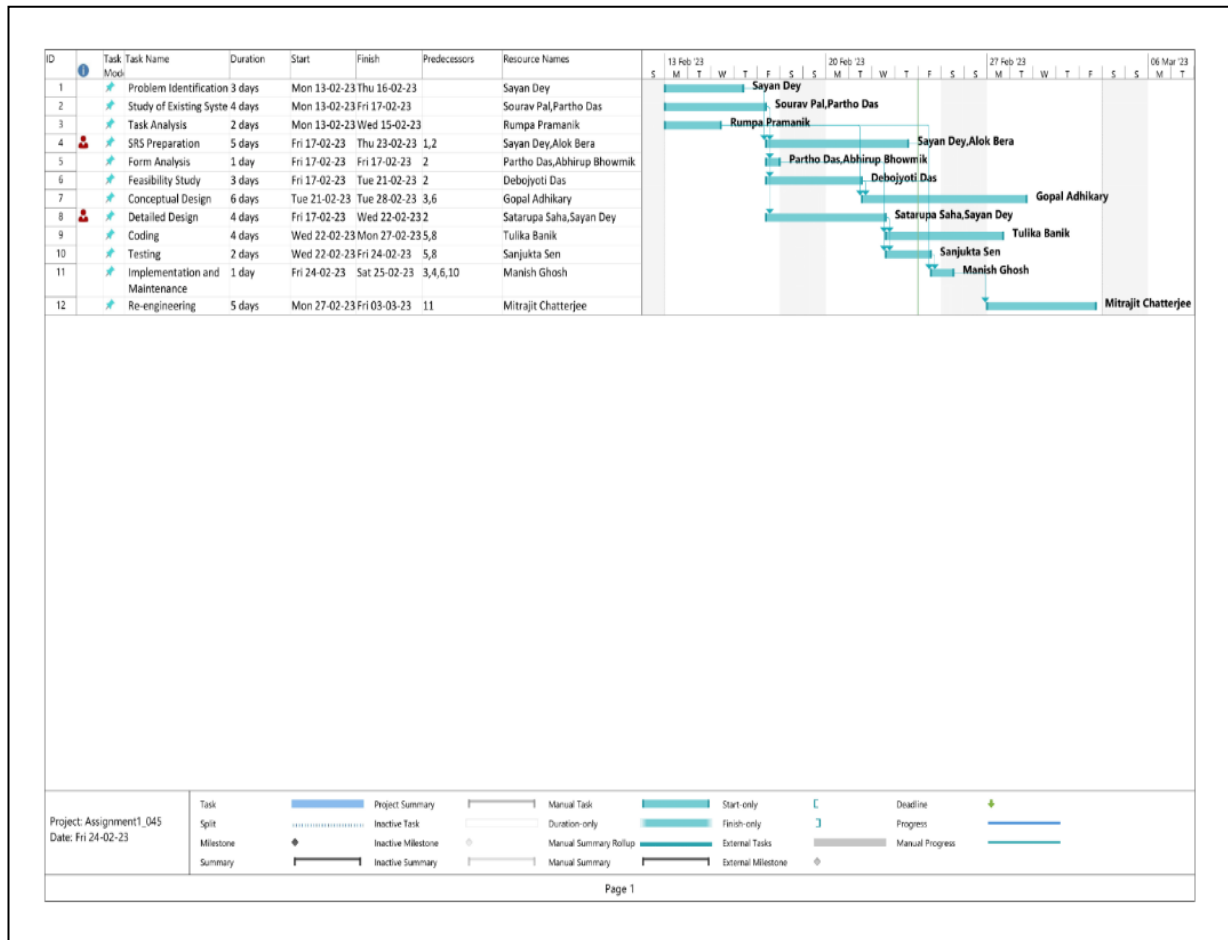 ID Task Mode Task Name Duration Start Finish Predecessors Resource Names
13 Feb '23 20 Feb '23 27 Feb '23 06 Mar '23
S M T W T F S S M T W T F S S M T W T F S S M T
1 Problem Identification 3 days Mon 13-02-23 Thu 16-02-23 Sayan Dey
2 Study of Existing Syste 4 days Mon 13-02-23 Fri 17-02-23 Sourav Pal,Partho Das
3 Task Analysis 2 days Mon 13-02-23 Wed 15-02-23 Rumpa Pramanik
4 SRS Preparation 5 days Fri 17-02-23 Thu 23-02-23 1,2 Sayan Dey,Alok Bera
5 Form Analysis 1 day Fri 17-02-23 Fri 17-02-23 2 Partho Das,Abhirup Bhowmik
6 Feasibility Study 3 days Fri 17-02-23 Tue 21-02-23 2 Debojyoti Das
7 Conceptual Design 6 days Tue 21-02-23 Tue 28-02-23 3,6 Gopal Adhikary
8 Detailed Design 4 days Fri 17-02-23 Wed 22-02-23 2 Satarupa Saha,Sayan Dey
9 Coding 4 days Wed 22-02-23 Mon 27-02-23 5,8 Tulika Banik
10 Testing 2 days Wed 22-02-23 Fri 24-02-23 5,8 Sanjukta Sen
11 Implementation and Maintenance 1 day Fri 24-02-23 Sat 25-02-23 3,4,6,10 Manish Ghosh
12 Re-engineering 5 days Mon 27-02-23 Fri 03-03-23 11 Mitrajit Chatterjee
Sayan Dey
Sourav Pal,Partho Das
Rumpa Pramanik
Sayan Dey,Alok Bera
Partho Das,Abhirup Bhowmik
Debojyoti Das
Gopal Adhikary
Satarupa Saha,Sayan Dey
Tulika Banik
Sanjukta Sen
Manish Ghosh
Mitrajit Chatterjee
Project: Assignment1_045
Date: Fri 24-02-23
Task Project Summary Manual Task Start-only Deadline
Split Inactive Task Duration-only Finish-only Progress
Milestone Inactive Milestone Manual Summary Rollup External Tasks Manual Progress
Summary Inactive Summary Manual Summary External Milestone
Page 1